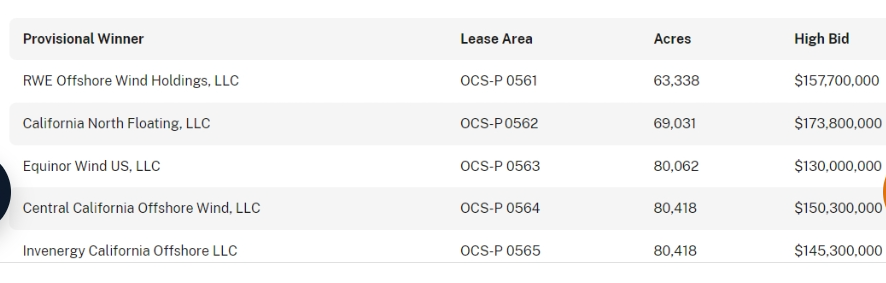 Provisional Winner Lease Area Acres High Bid
RWE Offshore Wind Holdings, LLC OCS-P 0561 63,338 $157,700,000
California North Floating, LLC OCS-P 0562 69,031 $173,800,000
Equinor Wind US, LLC OCS-P 0563 80,062 $130,000,000
Central California Offshore Wind, LLC OCS-P 0564 80,418 $150,300,000
Invenergy California Offshore LLC OCS-P 0565 80,418 $145,300,000